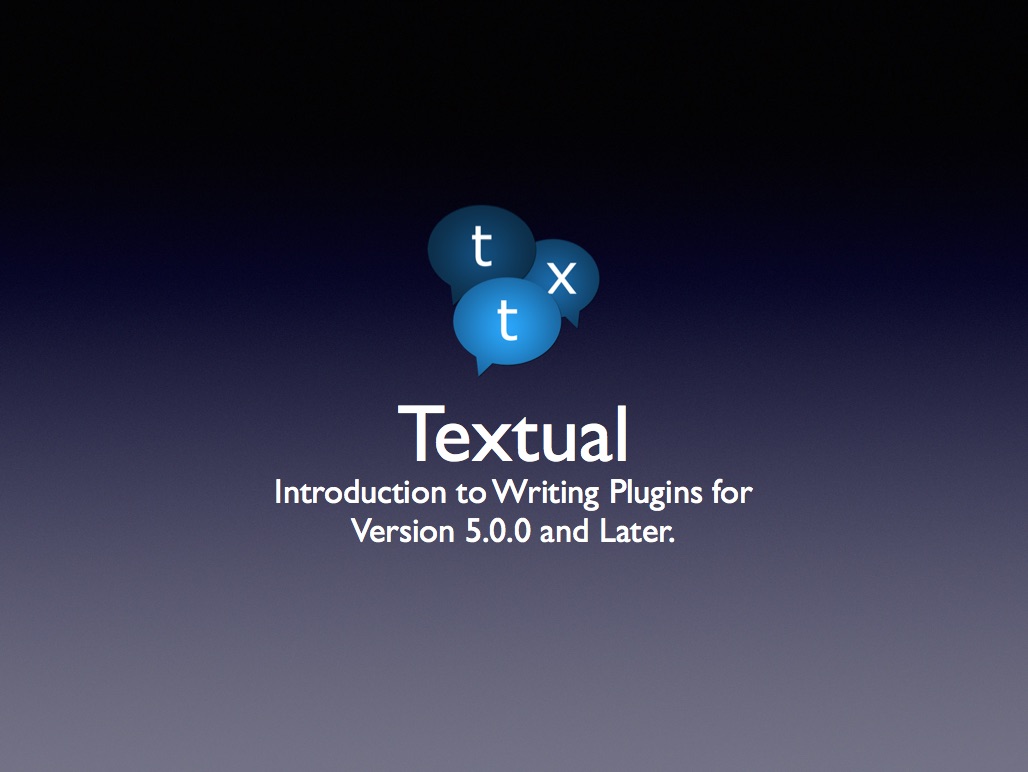 t
x
t
Textual
Introduction to Writing Plugins for
Version 5.0.0 and Later.